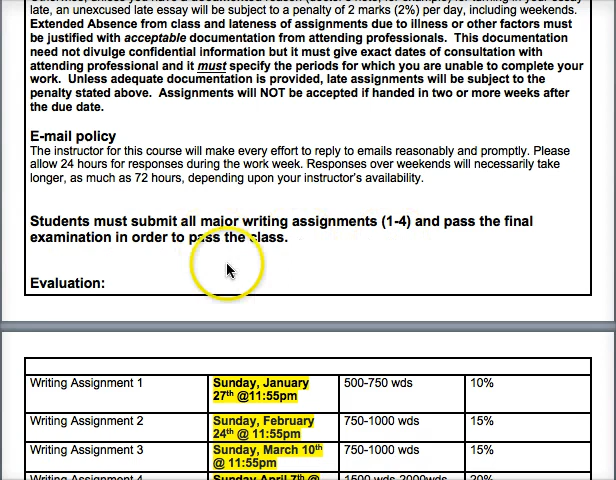 late, an unexcused late essay will be subject to a penalty of 2 marks (2%) per day, including weekends.
Extended Absence from class and lateness of assignments due to illness or other factors must
be justified with acceptable documentation from attending professionals. This documentation
need not divulge confidential information but it must give exact dates of consultation with
attending professional and it must specify the periods for which you are unable to complete your
work. Unless adequate documentation is provided, late assignments will be subject to the
penalty stated above. Assignments will NOT be accepted if handed in two or more weeks after
the due date.
E-mail policy
The instructor for this course will make every effort to reply to emails reasonably and promptly. Please
allow 24 hours for responses during the work week. Responses over weekends will necessarily take
longer, as much as 72 hours, depending upon your instructor's availability.
Students must submit all major writing assignments (1-4) and pass the final
examination in order to pass the class.
Evaluation:
Writing Assignment 1 Sunday, January 500-750 wds 10%
27th @11:55pm
Writing Assignment 2 Sunday, February 750-1000 wds 15%
24th @ 11:55pm
Writing Assignment 3 Sunday, March 10th 750-1000 wds 15%
@ 11:55pm
Writing Assignment 4 Sunday April 7th @ 1500 wds-2000wds 20%